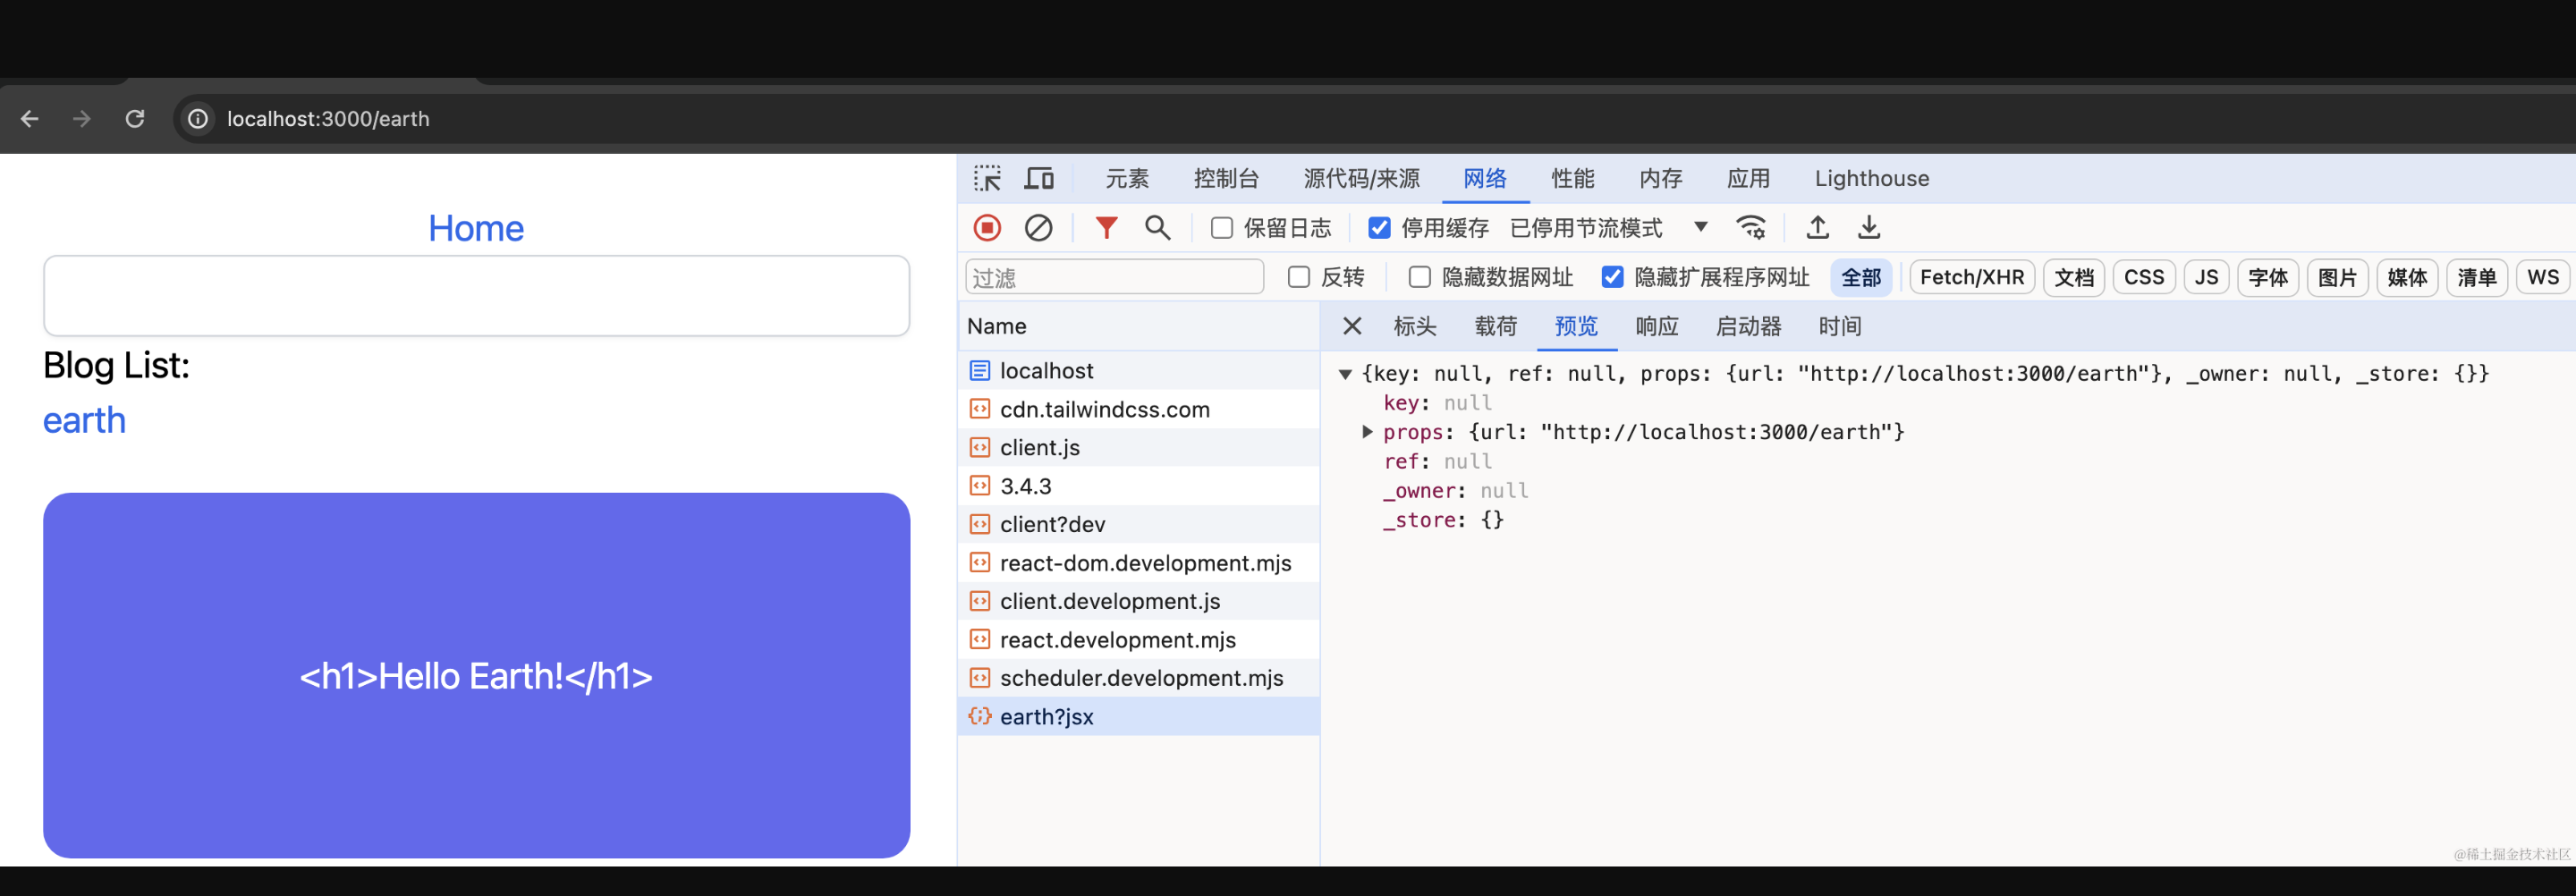 localhost:3000/earth
Home
Blog List:
earth
<h1>Hello Earth!</h1>
元素 控制台 源代码/来源 网络 性能 内存 应用 Lighthouse
保留日志 停用缓存 已停用节流模式
过滤 反转 隐藏数据网址 隐藏扩展程序网址 全部 Fetch/XHR 文档 CSS JS 字体 图片 媒体 清单 WS
Name
localhost
cdn.tailwindcss.com
client.js
3.4.3
client?dev
react-dom.development.mjs
client.development.js
react.development.mjs
scheduler.development.mjs
earth?jsx
标头 载荷 预览 响应 启动器 时间
{key: null, ref: null, props: {url: "http://localhost:3000/earth"}, _owner: null, _store: {}}
key: null
props: {url: "http://localhost:3000/earth"}
ref: null
_owner: null
_store: {}
@稀土掘金技术社区